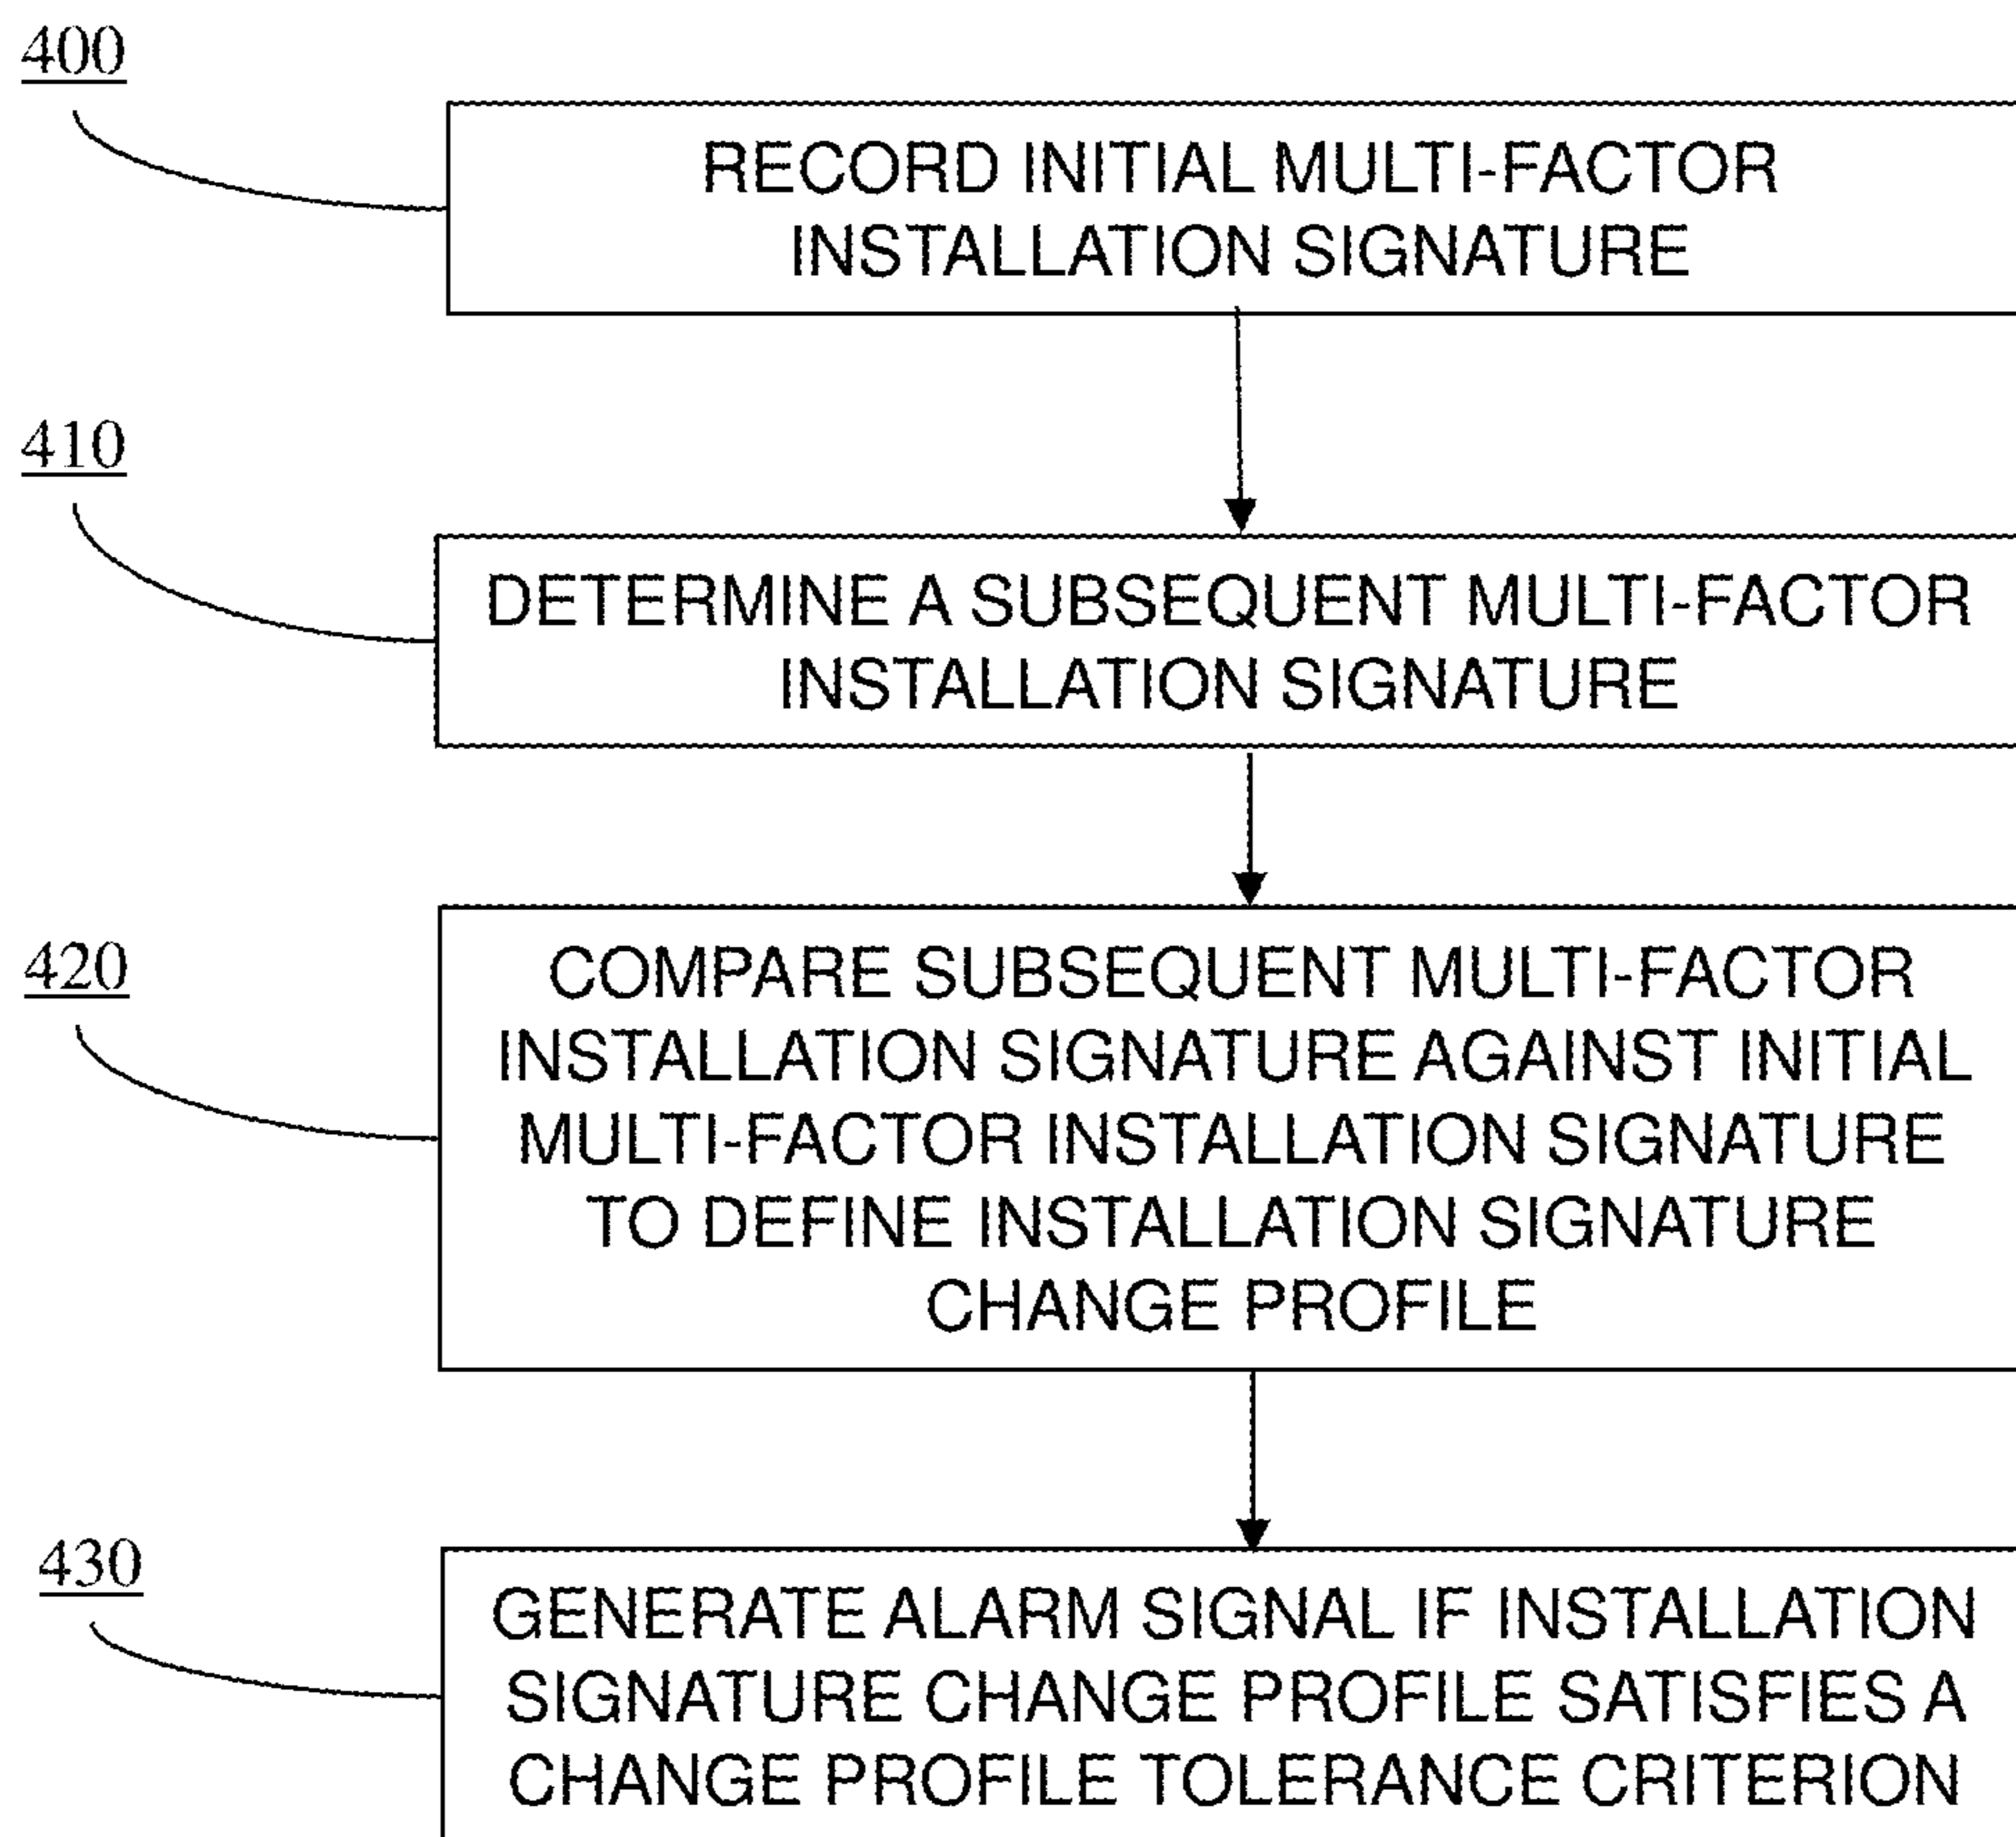 400
RECORD INITIAL MULTI-FACTOR
INSTALLATION SIGNATURE
410
DETERMINE A SUBSEQUENT MULTI-FACTOR
INSTALLATION SIGNATURE
420
COMPARE SUBSEQUENT MULTI-FACTOR
INSTALLATION SIGNATURE AGAINST INITIAL
MULTI-FACTOR INSTALLATION SIGNATURE
TO DEFINE INSTALLATION SIGNATURE
CHANGE PROFILE
430
GENERATE ALARM SIGNAL IF INSTALLATION
SIGNATURE CHANGE PROFILE SATISFIES A
CHANGE PROFILE TOLERANCE CRITERION